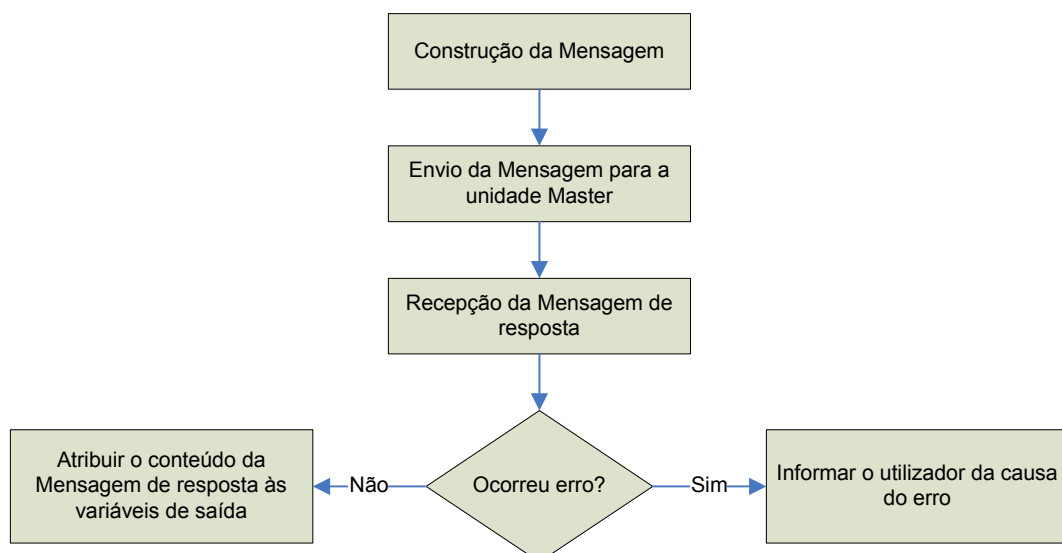 Construção da Mensagem
Envio da Mensagem para a
unidade Master
Recepção da Mensagem de
resposta
Atribuir o conteúdo da
Mensagem de resposta às
variáveis de saída
Não
Ocorreu erro?
Sim
Informar o utilizador da causa
do erro